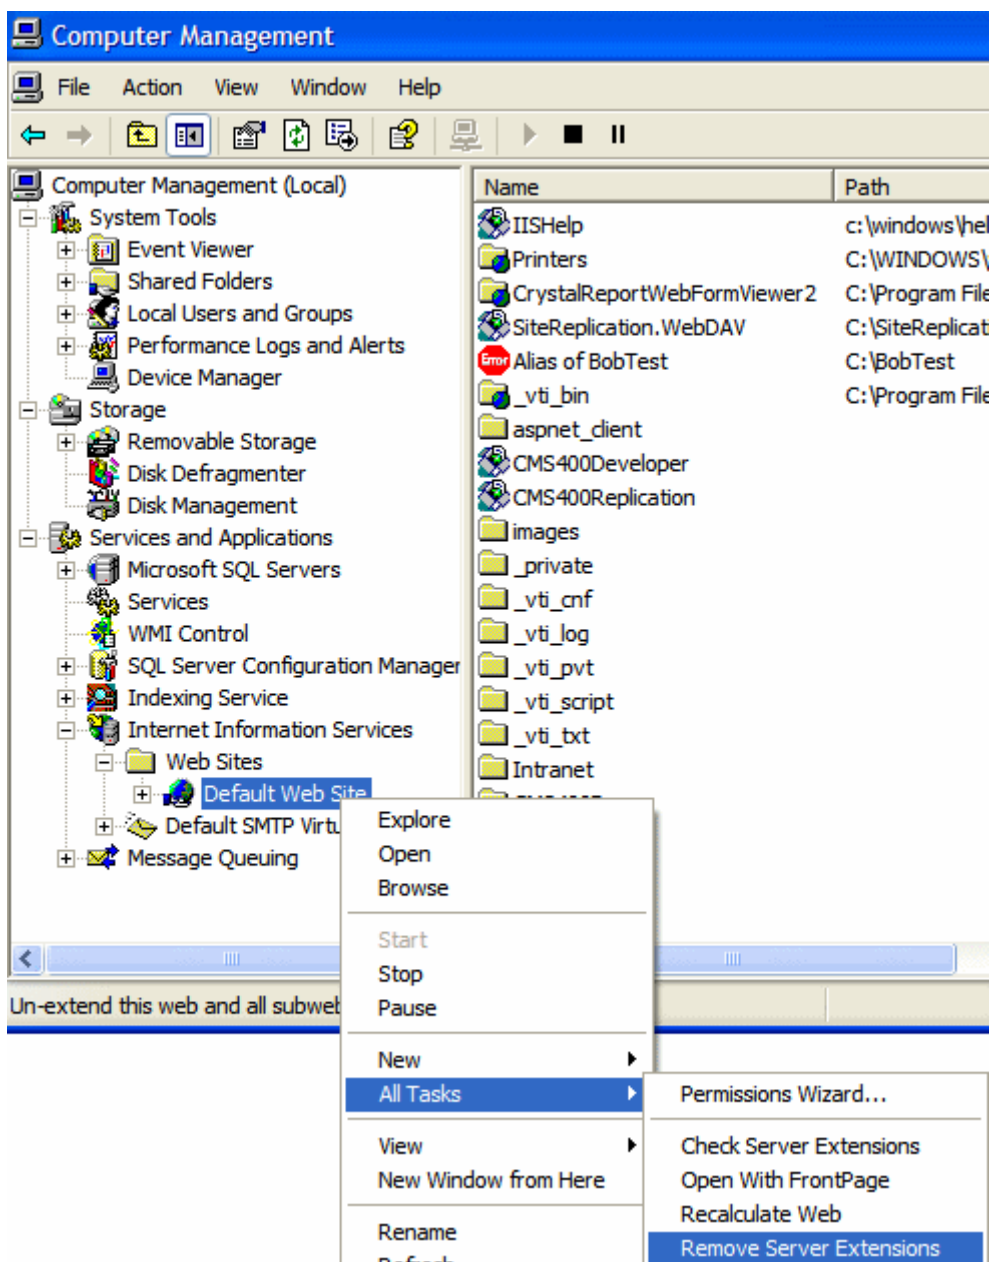 Computer Management
File Action View Window Help
Computer Management (Local)
System Tools
Event Viewer
Shared Folders
Local Users and Groups
Performance Logs and Alerts
Device Manager
Storage
Removable Storage
Disk Defragmenter
Disk Management
Services and Applications
Microsoft SQL Servers
Services
WMI Control
SQL Server Configuration Manager
Indexing Service
Internet Information Services
Web Sites
Default Web Site
Default SMTP Virtu
Message Queuing
Name Path
IISHelp c:\windows\hel
Printers C:\WINDOWS\
CrystalReportWebFormViewer2 C:\Program File
SiteReplication.WebDAV C:\SiteReplicati
Error Alias of BobTest C:\BobTest
_vti_bin C:\Program File
aspnet_client
CMS400Developer
CMS400Replication
images
_private
_vti_cnf
_vti_log
_vti_pvt
_vti_script
_vti_txt
Intranet
Un-extend this web and all subweb
Explore
Open
Browse
Start
Stop
Pause
New
All Tasks
View
New Window from Here
Rename
Permissions Wizard...
Check Server Extensions
Open With FrontPage
Recalculate Web
Remove Server Extensions